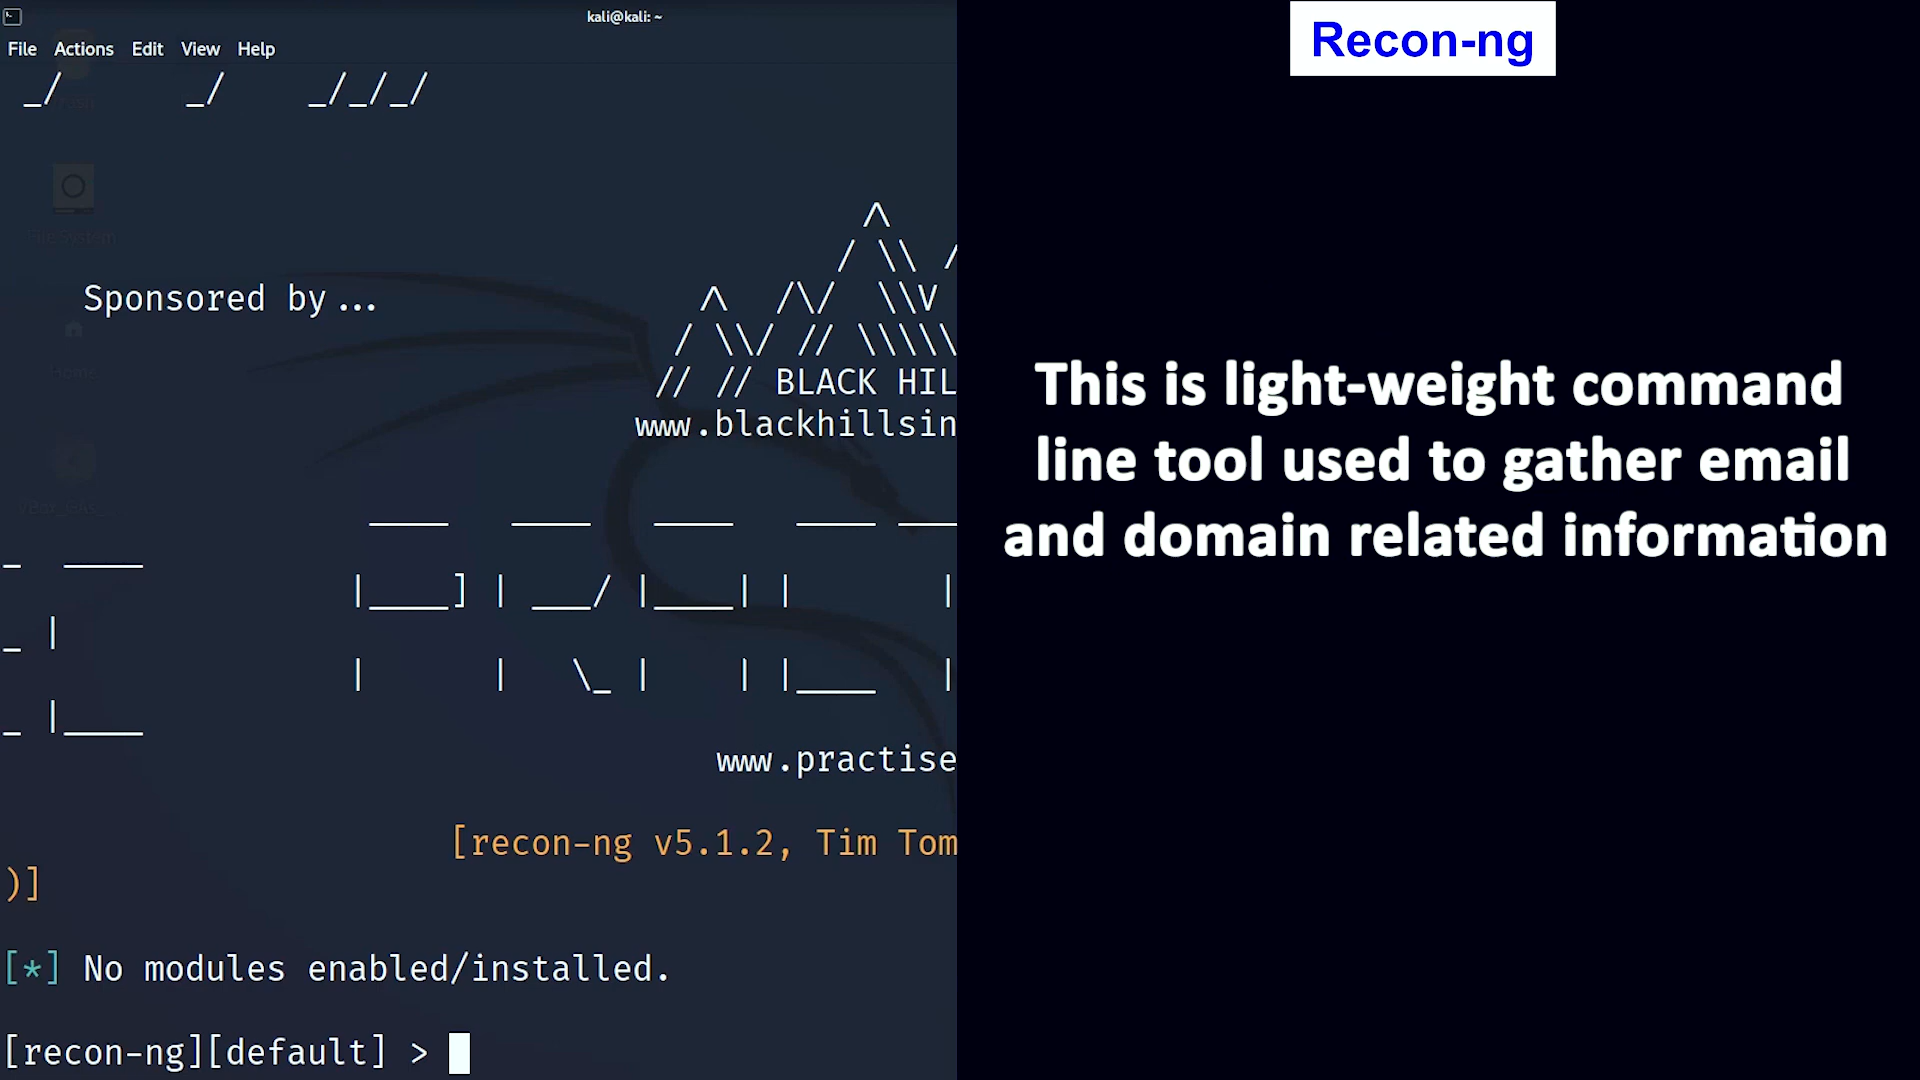 kali@kali: ~
File Actions Edit View Help
Sponsored by...
// // BLACK HIL
www.blackhillsin
www.practise
[recon-ng v5.1.2, Tim Tom
)]
[*] No modules enabled/installed.
[recon-ng][default] >
Recon-ng
This is light-weight command
line tool used to gather email
and domain related information